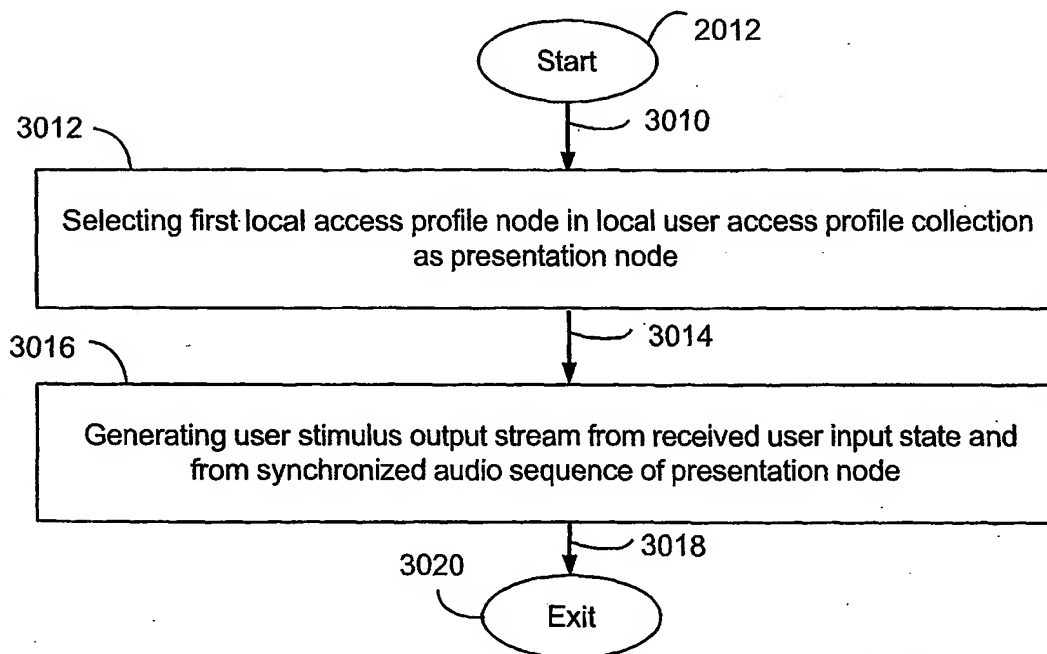 2012
Start
3010
3012
Selecting first local access profile node in local user access profile collection
as presentation node
3014
3016
Generating user stimulus output stream from received user input state and
from synchronized audio sequence of presentation node
3018
3020
Exit